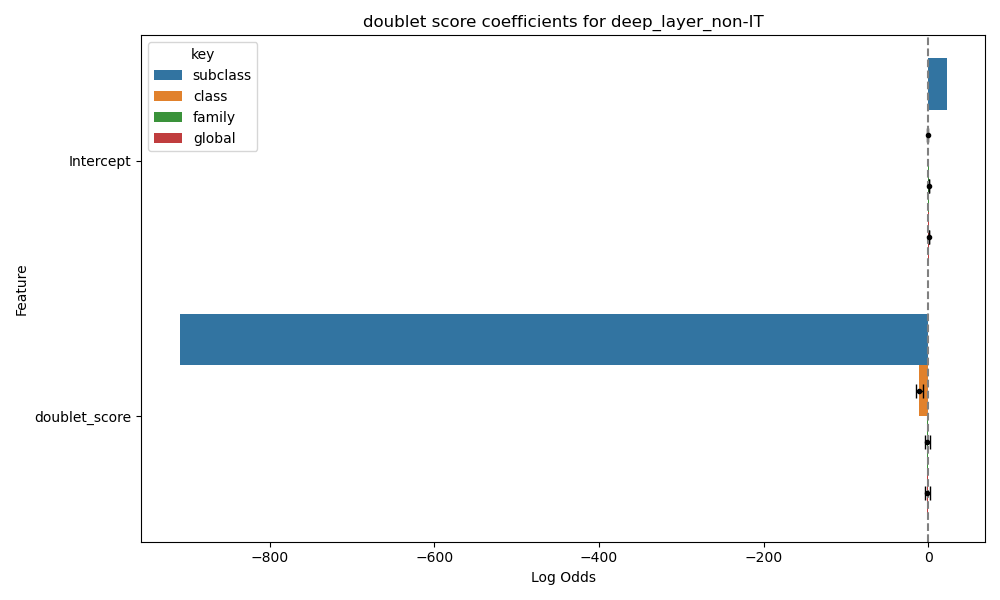 doublet score coefficients for deep_layer_non-IT
key
subclass
class
family
global
Intercept
doublet_score
Feature
−800
−600
−400
−200
0
Log Odds